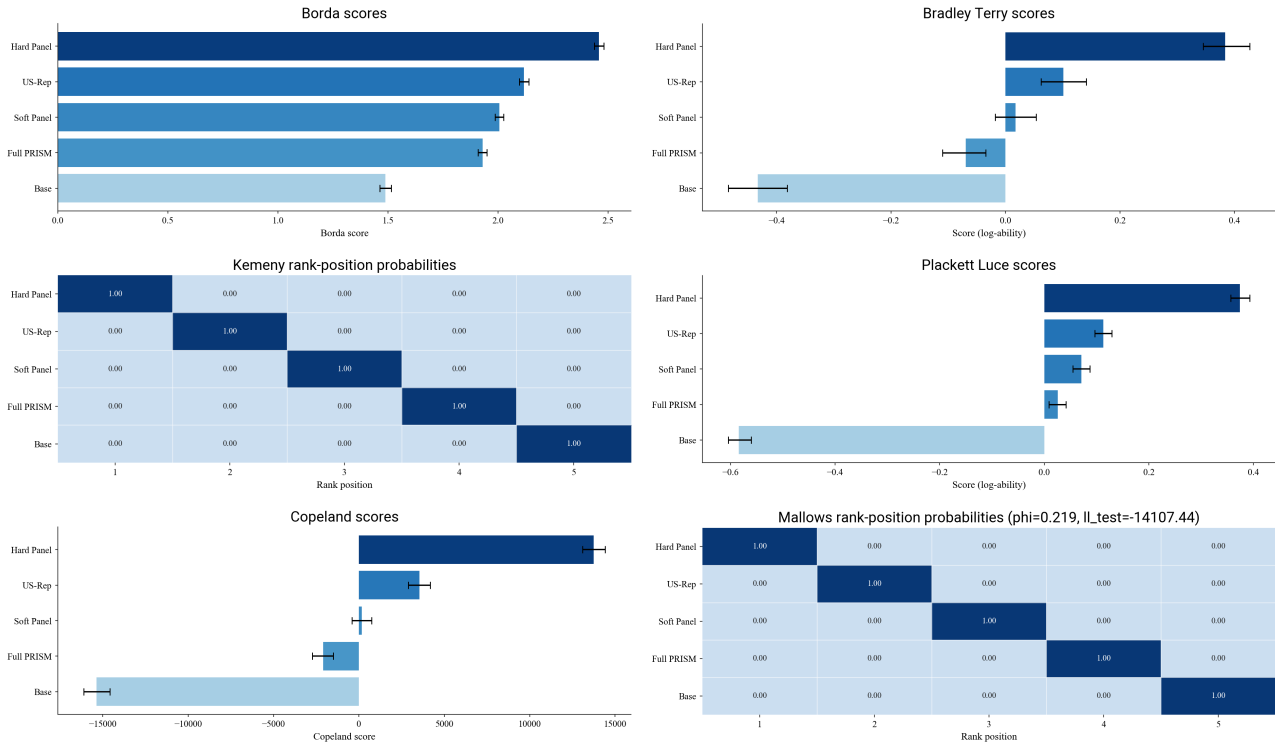 Borda scores
Hard Panel
US-Rep
Soft Panel
Full PRISM
Base
0.0 0.5 1.0 1.5 2.0 2.5
Borda score
Bradley Terry scores
Hard Panel
US-Rep
Soft Panel
Full PRISM
Base
−0.4 −0.2 0.0 0.2 0.4
Score (log-ability)
Kemeny rank-position probabilities
Hard Panel 1.00 0.00 0.00 0.00 0.00
US-Rep 0.00 1.00 0.00 0.00 0.00
Soft Panel 0.00 0.00 1.00 0.00 0.00
Full PRISM 0.00 0.00 0.00 1.00 0.00
Base 0.00 0.00 0.00 0.00 1.00
1 2 3 4 5
Rank position
Plackett Luce scores
Hard Panel
US-Rep
Soft Panel
Full PRISM
Base
−0.6 −0.4 −0.2 0.0 0.2 0.4
Score (log-ability)
Copeland scores
Hard Panel
US-Rep
Soft Panel
Full PRISM
Base
−15000 −10000 −5000 0 5000 10000 15000
Copeland score
Mallows rank-position probabilities (phi=0.219, ll_test=-14107.44)
Hard Panel 1.00 0.00 0.00 0.00 0.00
US-Rep 0.00 1.00 0.00 0.00 0.00
Soft Panel 0.00 0.00 1.00 0.00 0.00
Full PRISM 0.00 0.00 0.00 1.00 0.00
Base 0.00 0.00 0.00 0.00 1.00
1 2 3 4 5
Rank position